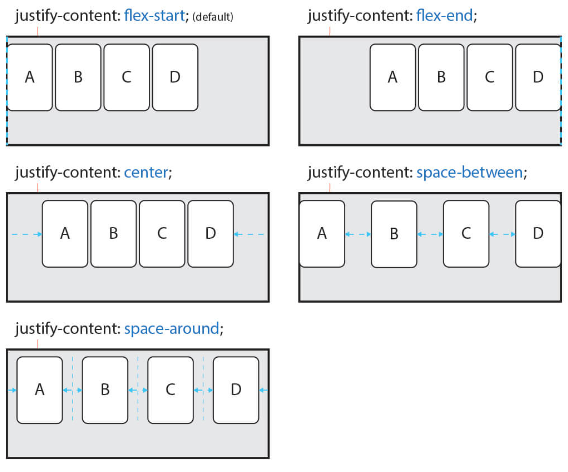 justify-content: flex-start; (default)
A B C D
justify-content: flex-end;
A B C D
justify-content: center;
A B C D
justify-content: space-between;
A B C D
justify-content: space-around;
A B C D